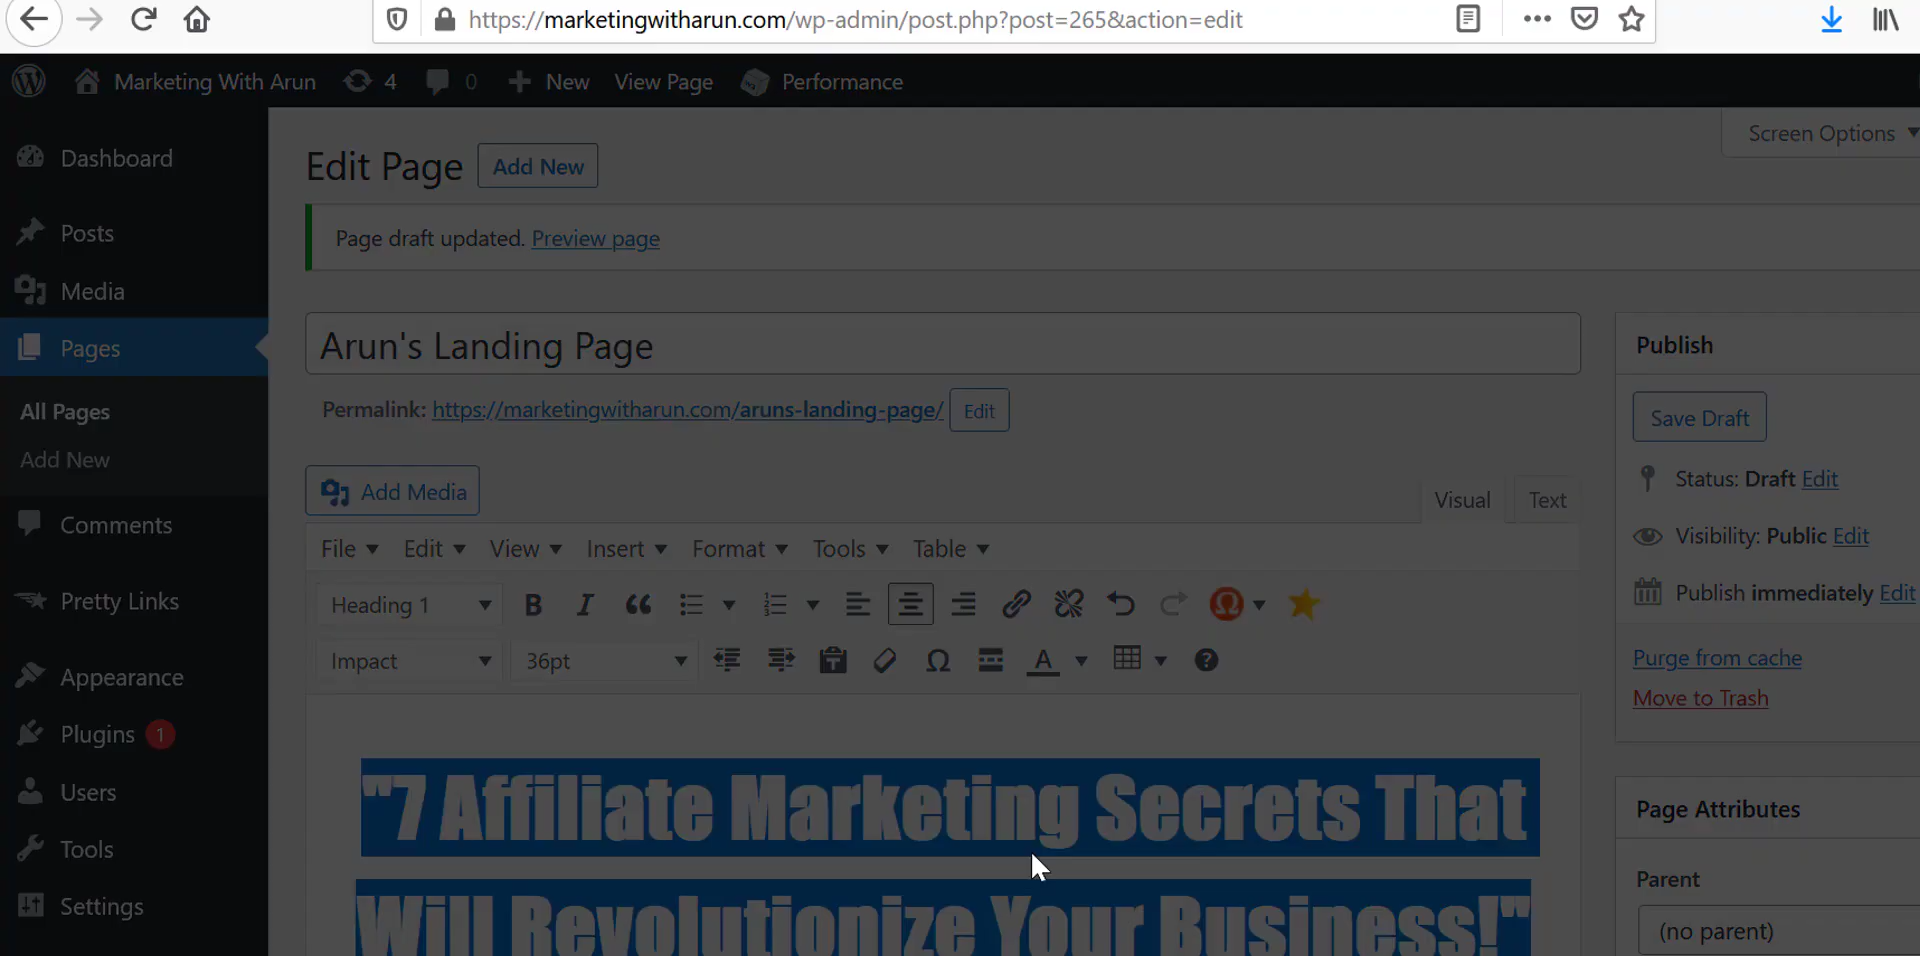 https://marketingwitharun.com/wp-admin/post.php?post=265&action=edit
Marketing With Arun 4 0 New View Page Performance
Screen Options
Dashboard
Posts
Media
Pages
All Pages
Add New
Comments
Pretty Links
Appearance
Plugins 1
Users
Tools
Settings
Edit Page Add New
Page draft updated. Preview page
Arun's Landing Page
Permalink: https://marketingwitharun.com/aruns-landing-page/ Edit
Add Media
Visual Text
File Edit View Insert Format Tools Table
Heading 1
Impact 36pt
"7 Affiliate Marketing Secrets That
Will Revolutionize Your Business!"
Publish
Save Draft
Status: Draft Edit
Visibility: Public Edit
Publish immediately Edit
Purge from cache
Move to Trash
Page Attributes
Parent
(no parent)